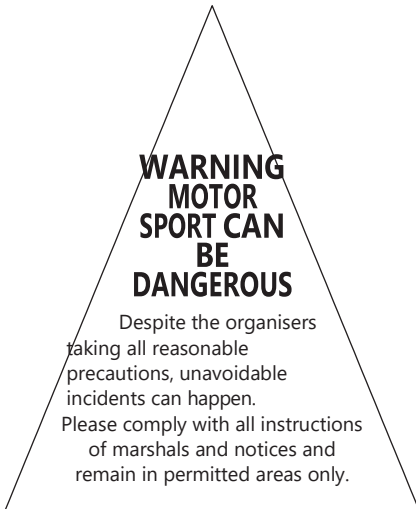 WARNING
MOTOR
SPORT CAN
BE
DANGEROUS
Despite the organisers
taking all reasonable
precautions, unavoidable
incidents can happen.
Please comply with all instructions
of marshals and notices and
remain in permitted areas only.